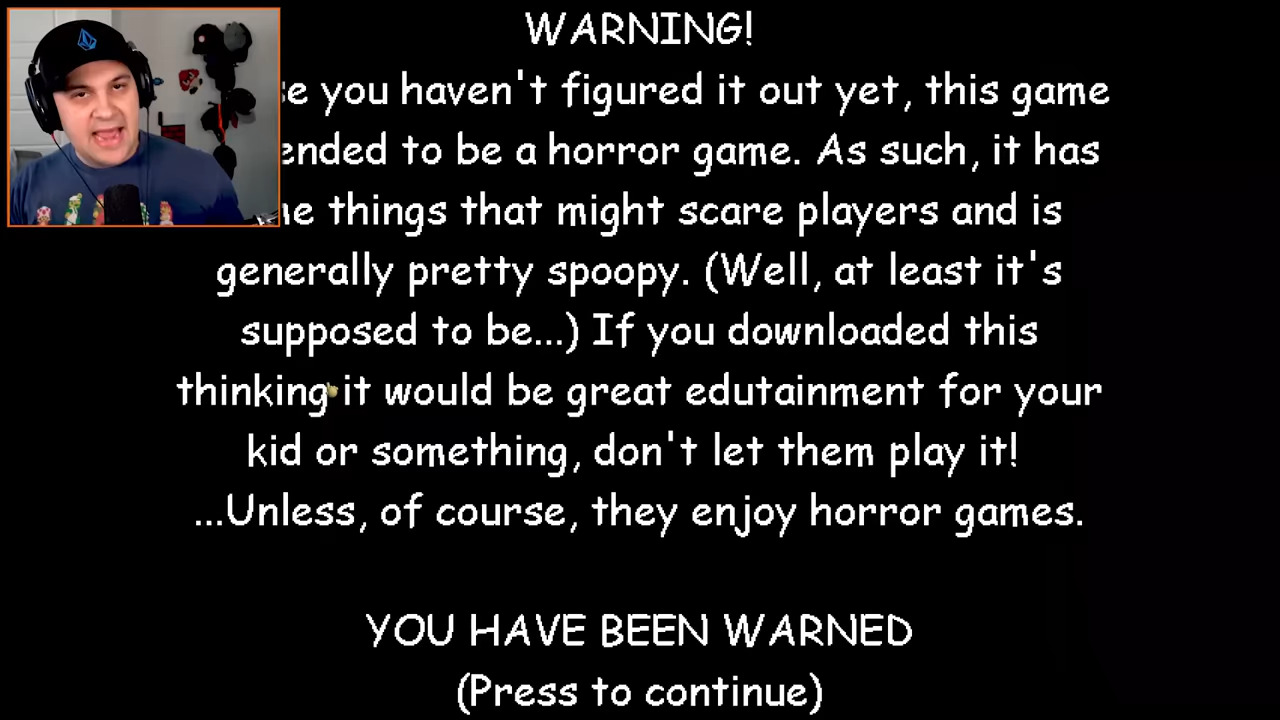 WARNING!
you haven't figured it out yet, this game
to be a horror game. As such, it has
things that might scare players and is
generally pretty spoopy. (Well, at least it's
supposed to be...) If you downloaded this
thinking it would be great edutainment for your
kid or something, don't let them play it!
...Unless, of course, they enjoy horror games.
YOU HAVE BEEN WARNED
(Press to continue)